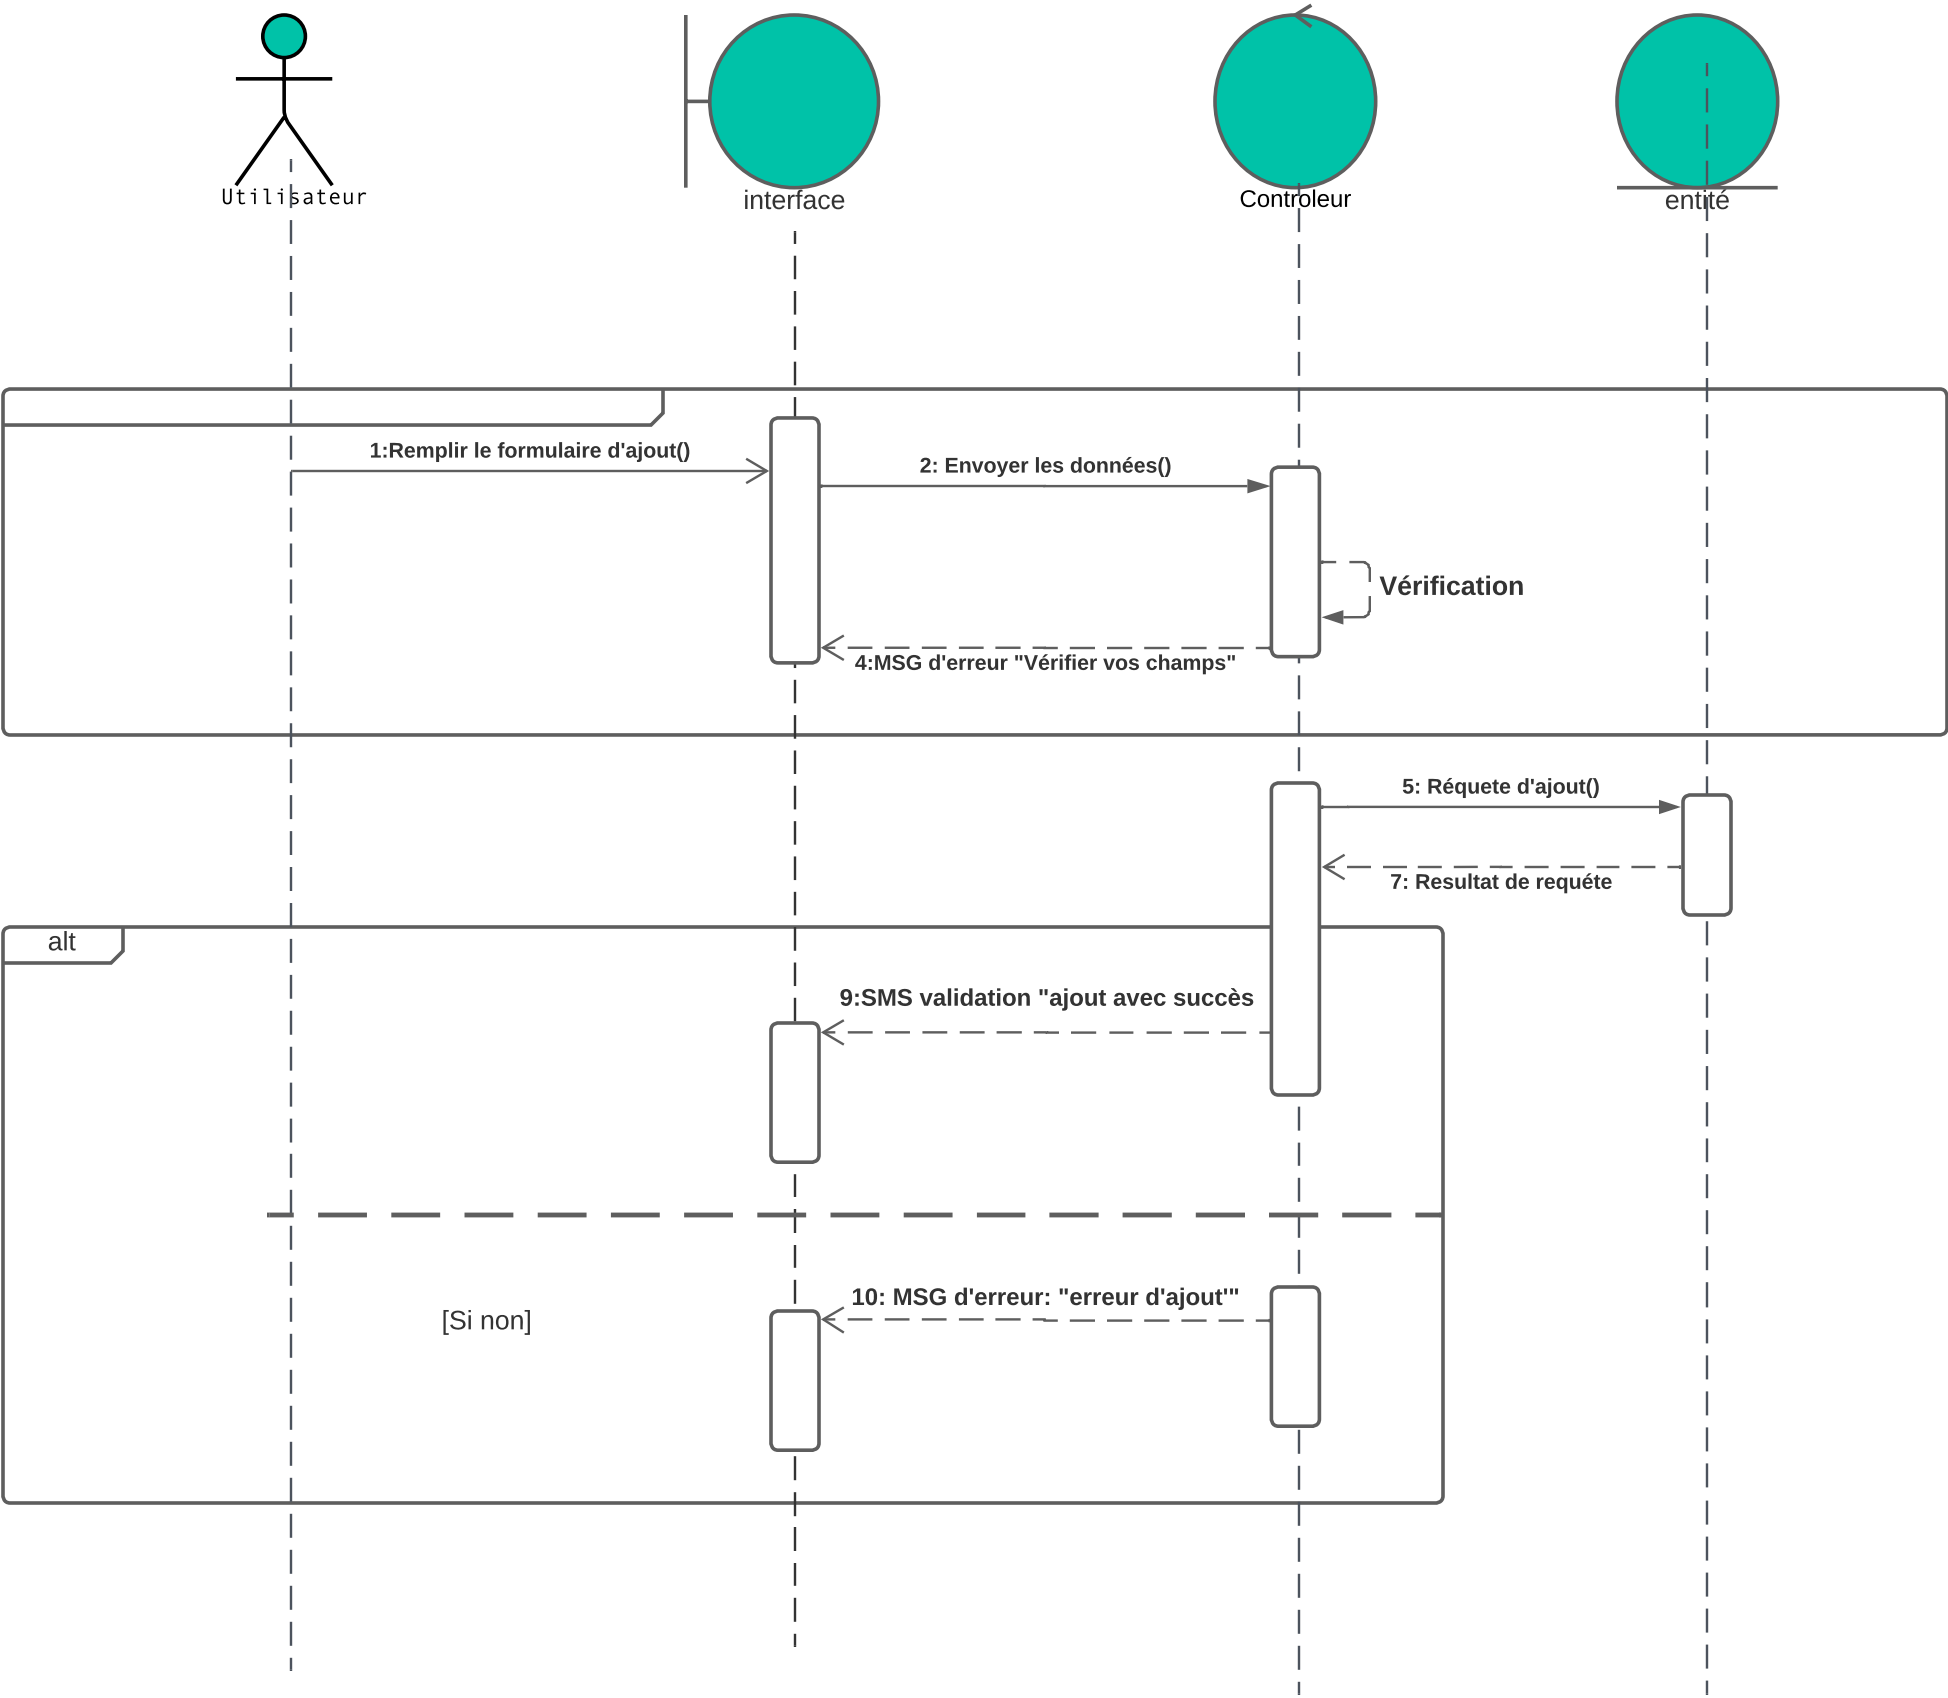 Utilisateur
interface
Controleur
entité
1:Remplir le formulaire d'ajout()
2: Envoyer les données()
Vérification
4:MSG d'erreur "Vérifier vos champs"
5: Réquete d'ajout()
7: Resultat de requéte
alt
9:SMS validation "ajout avec succès
10: MSG d'erreur: "erreur d'ajout'"
[Si non]